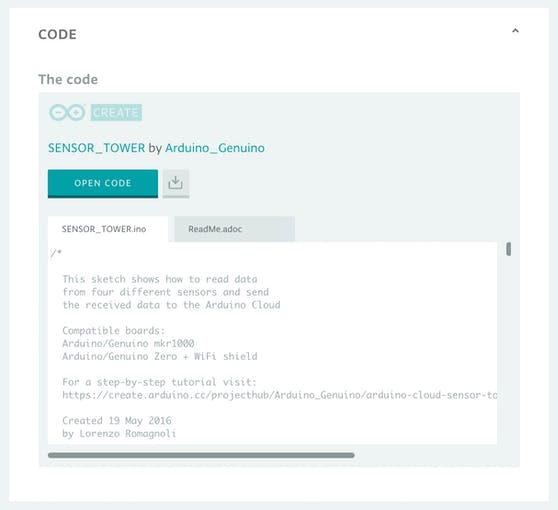 CODE
The code
CREATE
SENSOR_TOWER by Arduino_Genuino
OPEN CODE
SENSOR_TOWER.ino
ReadMe.adoc
/*
This sketch shows how to read data
from four different sensors and send
the received data to the Arduino Cloud
Compatible boards:
Arduino/Genuino mkr1000
Arduino/Genuino Zero + WiFi shield
For a step-by-step tutorial visit:
https://create.arduino.cc/projecthub/Arduino_Genuino/arduino-cloud-sensor-to
Created 19 May 2016
by Lorenzo Romagnoli